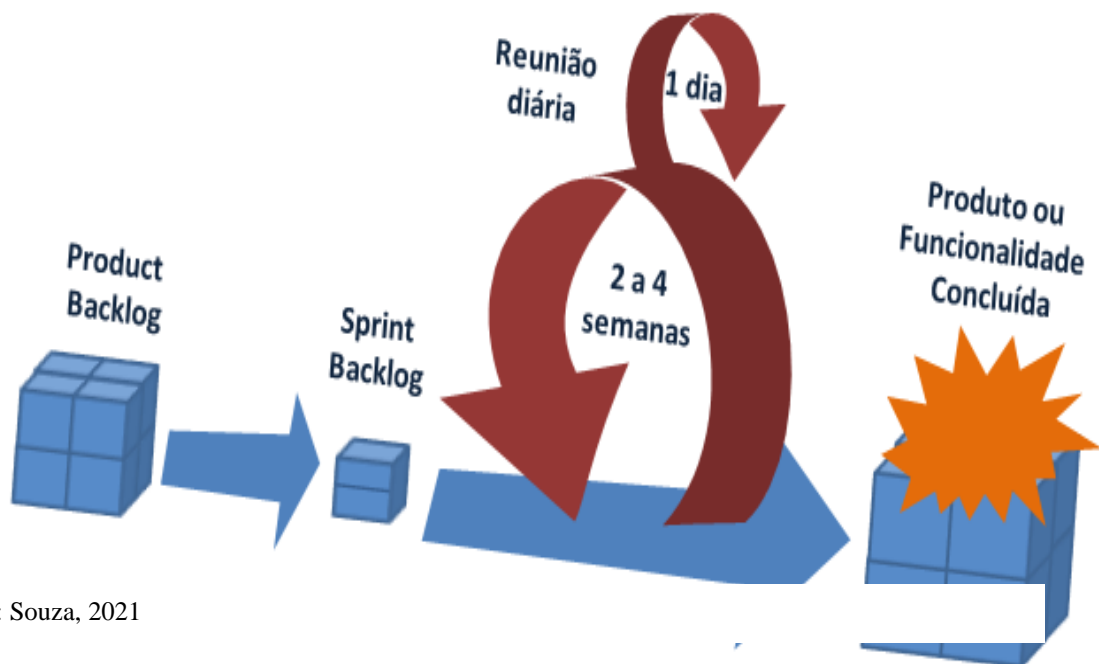 Reunião
diária
1 dia
Product
Backlog
Sprint
Backlog
2 a 4
semanas
Produto ou
Funcionalidade
Concluída
: Souza, 2021